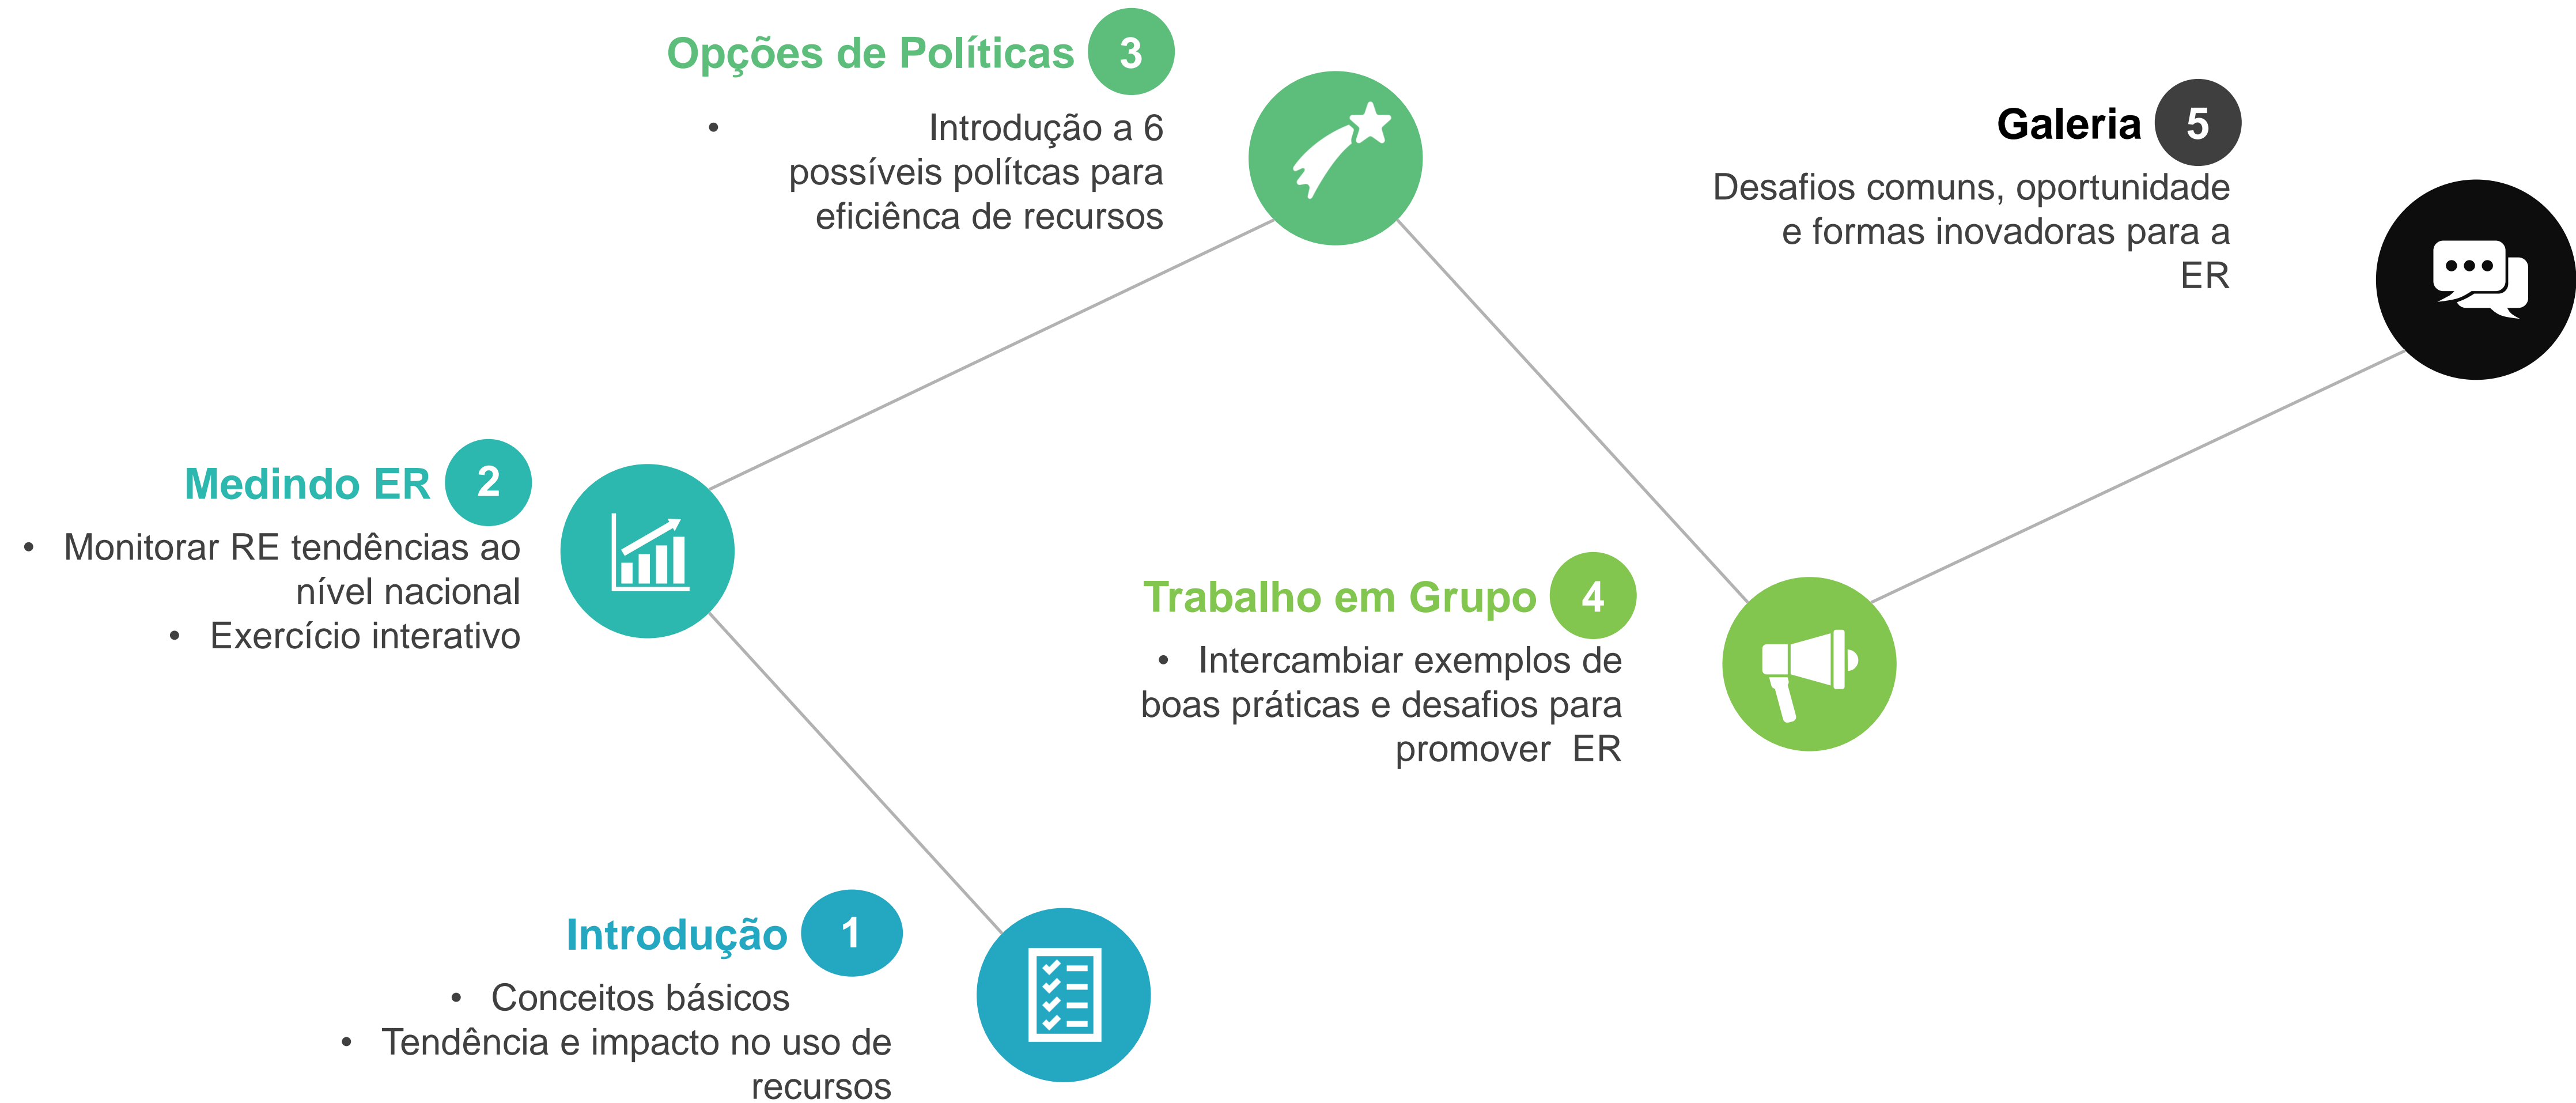 Opções de Políticas 3
• Introdução a 6
possíveis polítcas para
eficiênca de recursos
Galeria 5
Desafios comuns, oportunidade
e formas inovadoras para a
ER
Medindo ER 2
• Monitorar RE tendências ao
nível nacional
• Exercício interativo
Trabalho em Grupo 4
• Intercambiar exemplos de
boas práticas e desafios para
promover  ER
Introdução 1
• Conceitos básicos
• Tendência e impacto no uso de
recursos